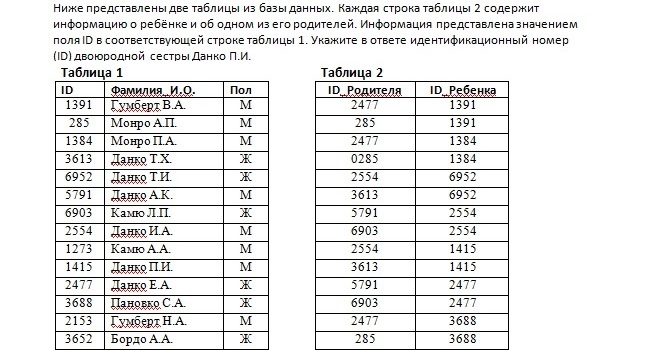 Ниже представлены две таблицы из базы данных. Каждая строка таблицы 2 содержит
информацию о ребёнке и об одном из его родителей. Информация представлена значением
поля ID в соответствующей строке таблицы 1. Укажите в ответе идентификационный номер
(ID) двоюродной сестры Данко П.И.
Таблица 1 Таблица 2
ID Фамилия_И.О. Пол ID_Родителя ID_Ребенка
1391 Гумберт В.А. М 2477 1391
285 Монро А.П. М 285 1391
1384 Монро П.А. М 2477 1384
3613 Данко Т.Х. Ж 0285 1384
6952 Данко Т.И. Ж 2554 6952
5791 Данко А.К. М 3613 6952
6903 Камю Л.П. Ж 5791 2554
2554 Данко И.А. М 6903 2554
1273 Камю А.А. М 2554 1415
1415 Данко П.И. М 3613 1415
2477 Данко Е.А. Ж 5791 2477
3688 Пановко С.А. Ж 6903 2477
2153 Гумберт Н.А. М 2477 3688
3652 Бордо А.А. Ж 285 3688